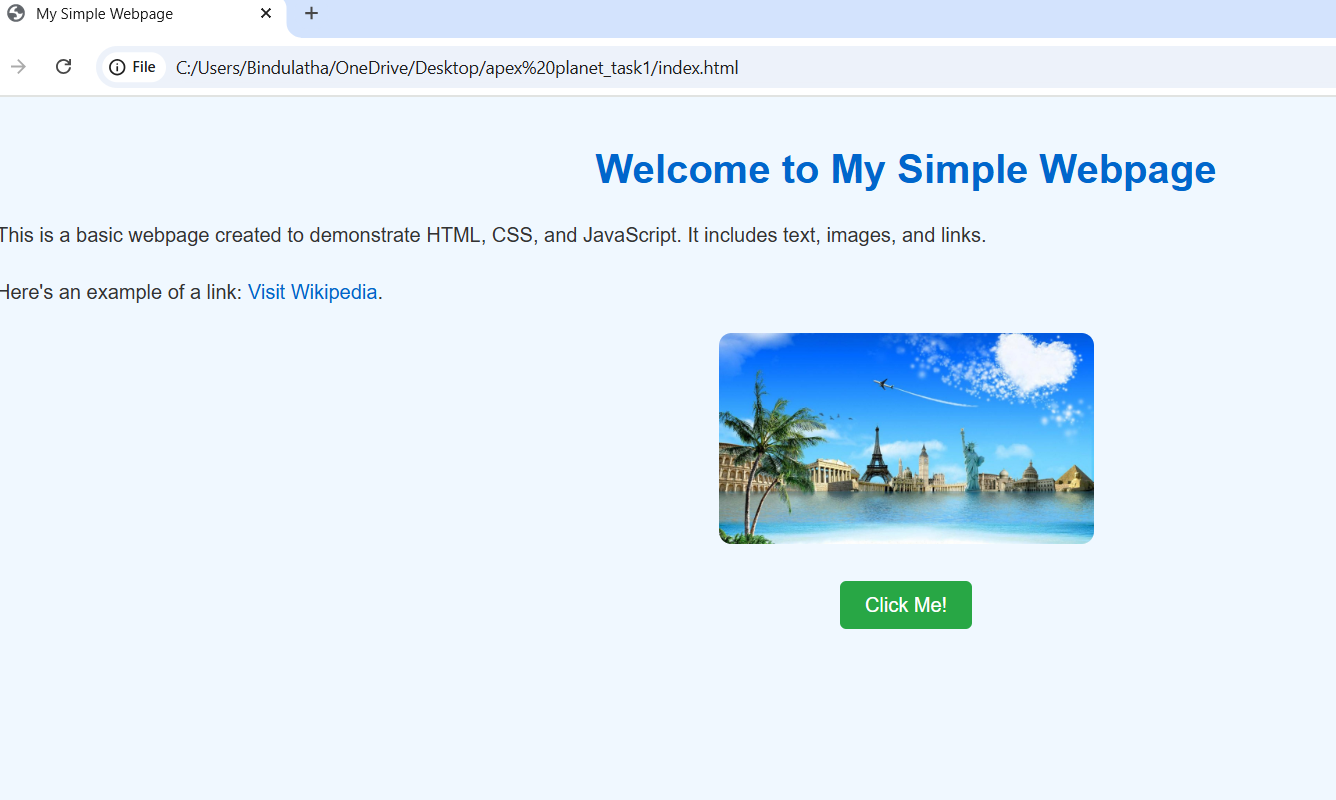 My Simple Webpage
File C:/Users/Bindulatha/OneDrive/Desktop/apex%20planet_task1/index.html
Welcome to My Simple Webpage
This is a basic webpage created to demonstrate HTML, CSS, and JavaScript. It includes text, images, and links.
Here's an example of a link: Visit Wikipedia.
Click Me!